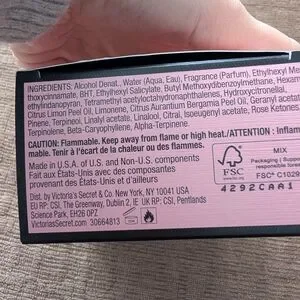 INGREDIENTS: Alcohol Denat., Water (Aqua, Eau), Fragrance (Parfum), Ethylhexyl Me
thoxycinnamate, BHT, Ethylhexyl Salicylate, Butyl Methoxydibenzoylmethane, Hexam
ethylindanopyran, Tetramethyl acetyloctahydronaphthalenes, Hydroxycitronellal,
Citrus Limon Peel Oil, Limonene, Citrus Aurantium Bergamia Peel Oil, Geranyl acetate
Pinene, Terpineol, Linalyl acetate, Linalool, Citral, Isoeugenyl acetate, Rose Ketones
Terpinolene, Beta-Caryophyllene, Alpha-Terpinene.
CAUTION: Flammable. Keep away from flame or high heat./ATTENTION : Inflam
mable. Tenir à l'écart de la chaleur ou des flammes.
Made in U.S.A. of U.S. and Non-U.S. components
Fait aux États-Unis avec des composantes
provenant des États-Unis et d'ailleurs
Dist. by Victoria's Secret & Co. New York, NY 10041 USA
EU RP: CSI, The Greenway, Dublin 2, IE UK RP: CSI, Pentlands
Science Park, EH26 0PZ
VictoriasSecret.com 30664813
FSC
MIX
Packaging | Suppo
responsible fores
FSC® C1029
4292CAA1